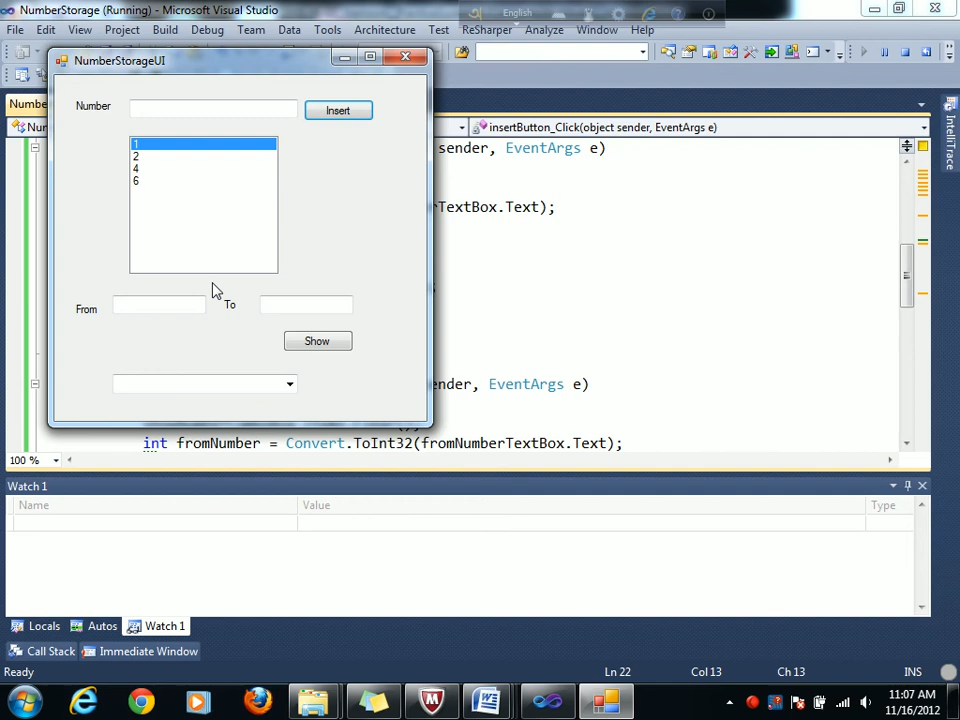 NumberStorage (Running) - Microsoft Visual Studio
English
File Edit View Project Build Debug Team Data Tools Architecture Test ReSharper Analyze Window Help
NumberStorageUI
Number
Insert
1
2
4
6
From
To
Show
insertButton_Click(object sender, EventArgs e)
sender, EventArgs e)
TextBox.Text);
ender, EventArgs e)
int fromNumber = Convert.ToInt32(fromNumberTextBox.Text);
IntelliTrace
100 %
Watch 1
Name Value Type
Locals Autos Watch 1
Call Stack Immediate Window
Ready Ln 22 Col 13 Ch 13 INS
11:07 AM
11/16/2012